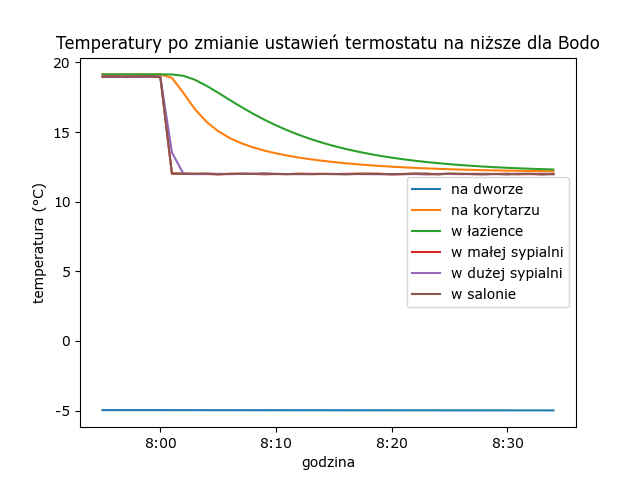 Temperatury po zmianie ustawień termostatu na niższe dla Bodo
20
15
10
5
0
-5
temperatura (°C)
8:00
8:10
8:20
8:30
godzina
na dworze
na korytarzu
w łazience
w małej sypialni
w dużej sypialni
w salonie